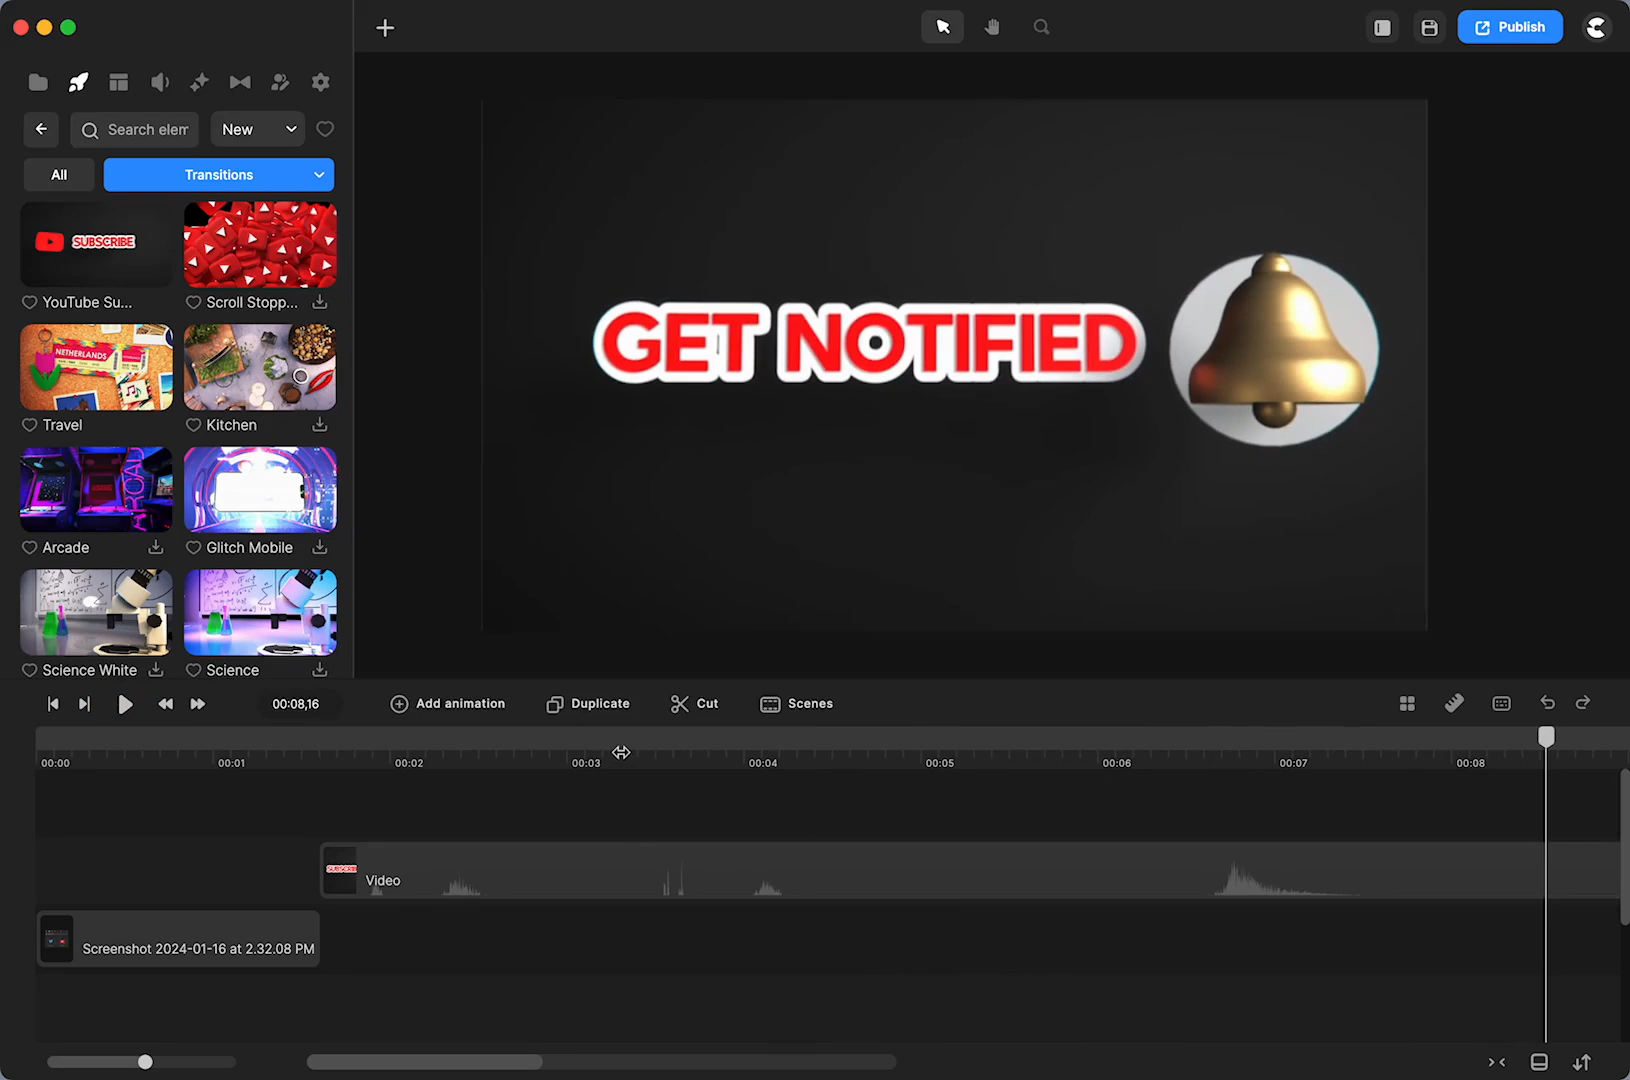 Publish
Search elem
New
All
Transitions
SUBSCRIBE
YouTube Su...
Scroll Stopp...
NETHERLANDS
Travel
Kitchen
Arcade
Glitch Mobile
Science White
Science
GET NOTIFIED
00:08,16
Add animation
Duplicate
Cut
Scenes
00:00
00:01
00:02
00:03
00:04
00:05
00:06
00:07
00:08
Video
Screenshot 2024-01-16 at 2.32.08 PM